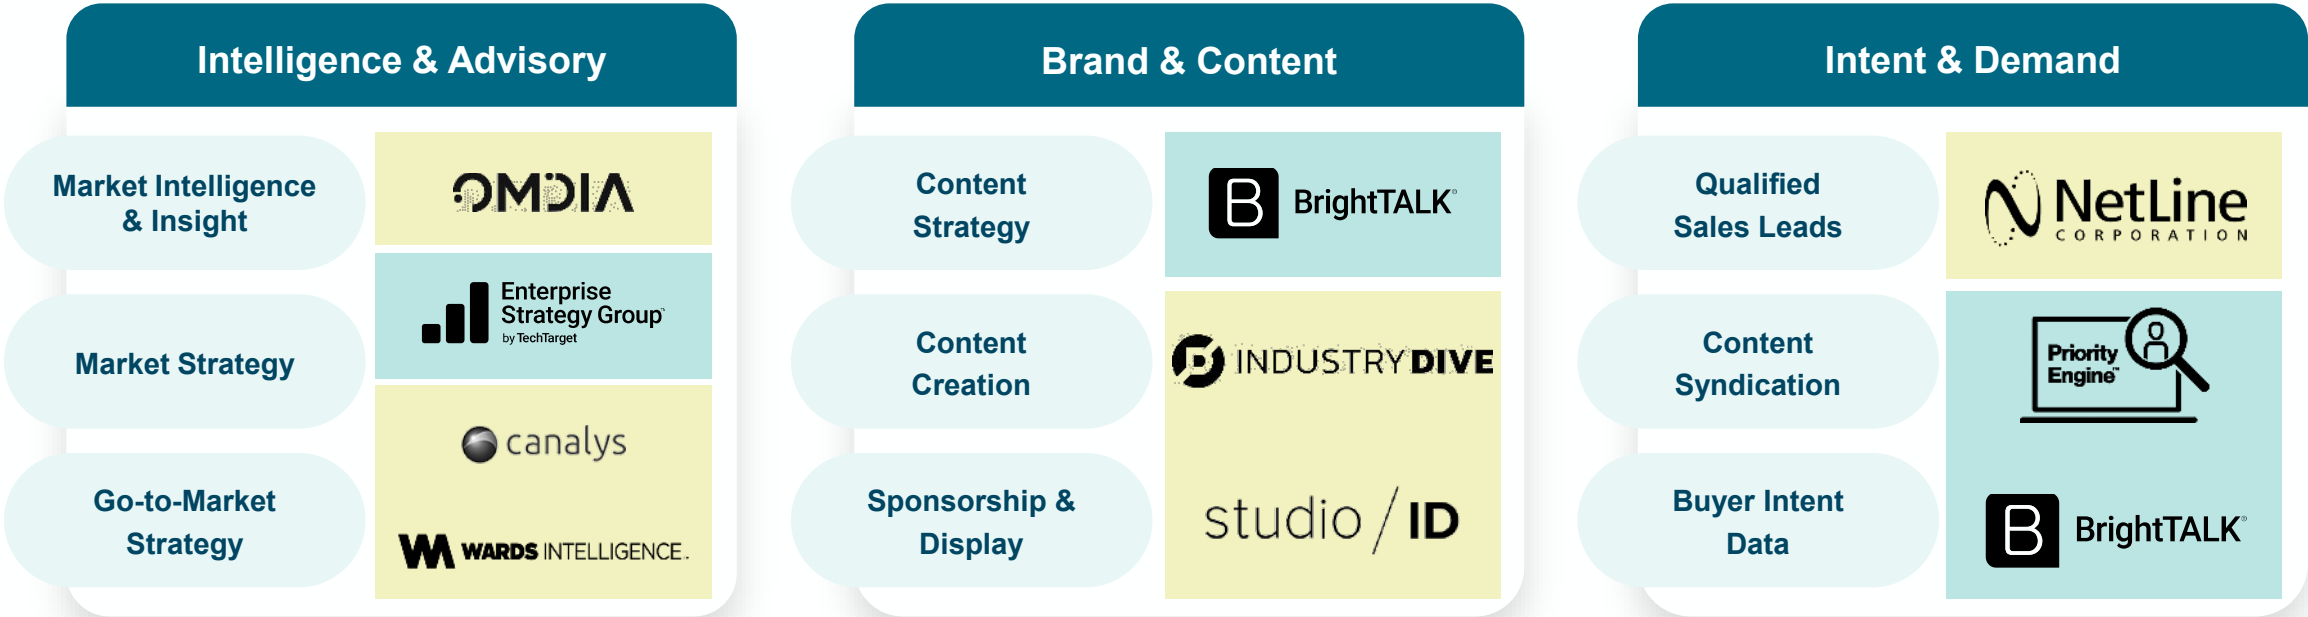 Intelligence & Advisory
Market Intelligence
& Insight
Market Strategy
Go-to-Market
Strategy
OMDIA
Enterprise
Strategy Group™
by TechTarget
canalys
WARDS INTELLIGENCE.
Brand & Content
Content
Strategy
Content
Creation
Sponsorship &
Display
B BrightTALK®
INDUSTRY DIVE
studio / ID
Intent & Demand
Qualified
Sales Leads
Content
Syndication
Buyer Intent
Data
NetLine
CORPORATION
Priority
Engine™
B BrightTALK®